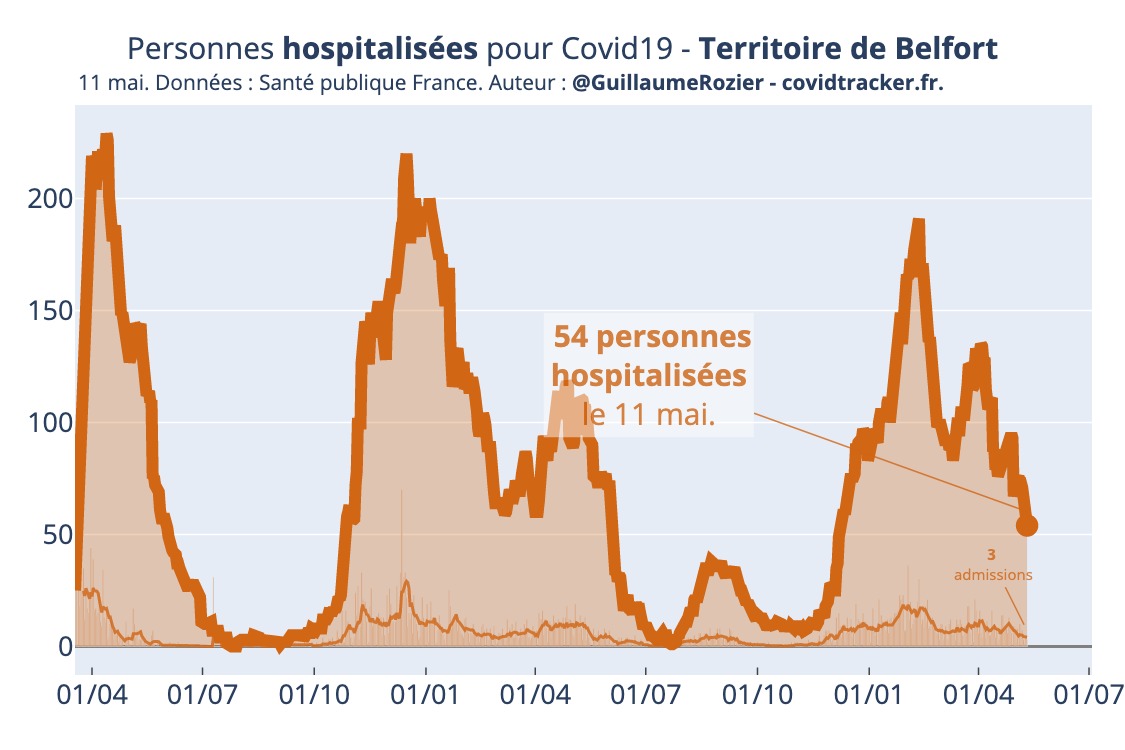 Personnes hospitalisées pour Covid19 - Territoire de Belfort
11 mai. Données : Santé publique France. Auteur : @GuillaumeRozier - covidtracker.fr.
200
150
100
50
0
54 personnes
hospitalisées
le 11 mai.
3
admissions
01/04 01/07 01/10 01/01 01/04 01/07 01/10 01/01 01/04 01/07